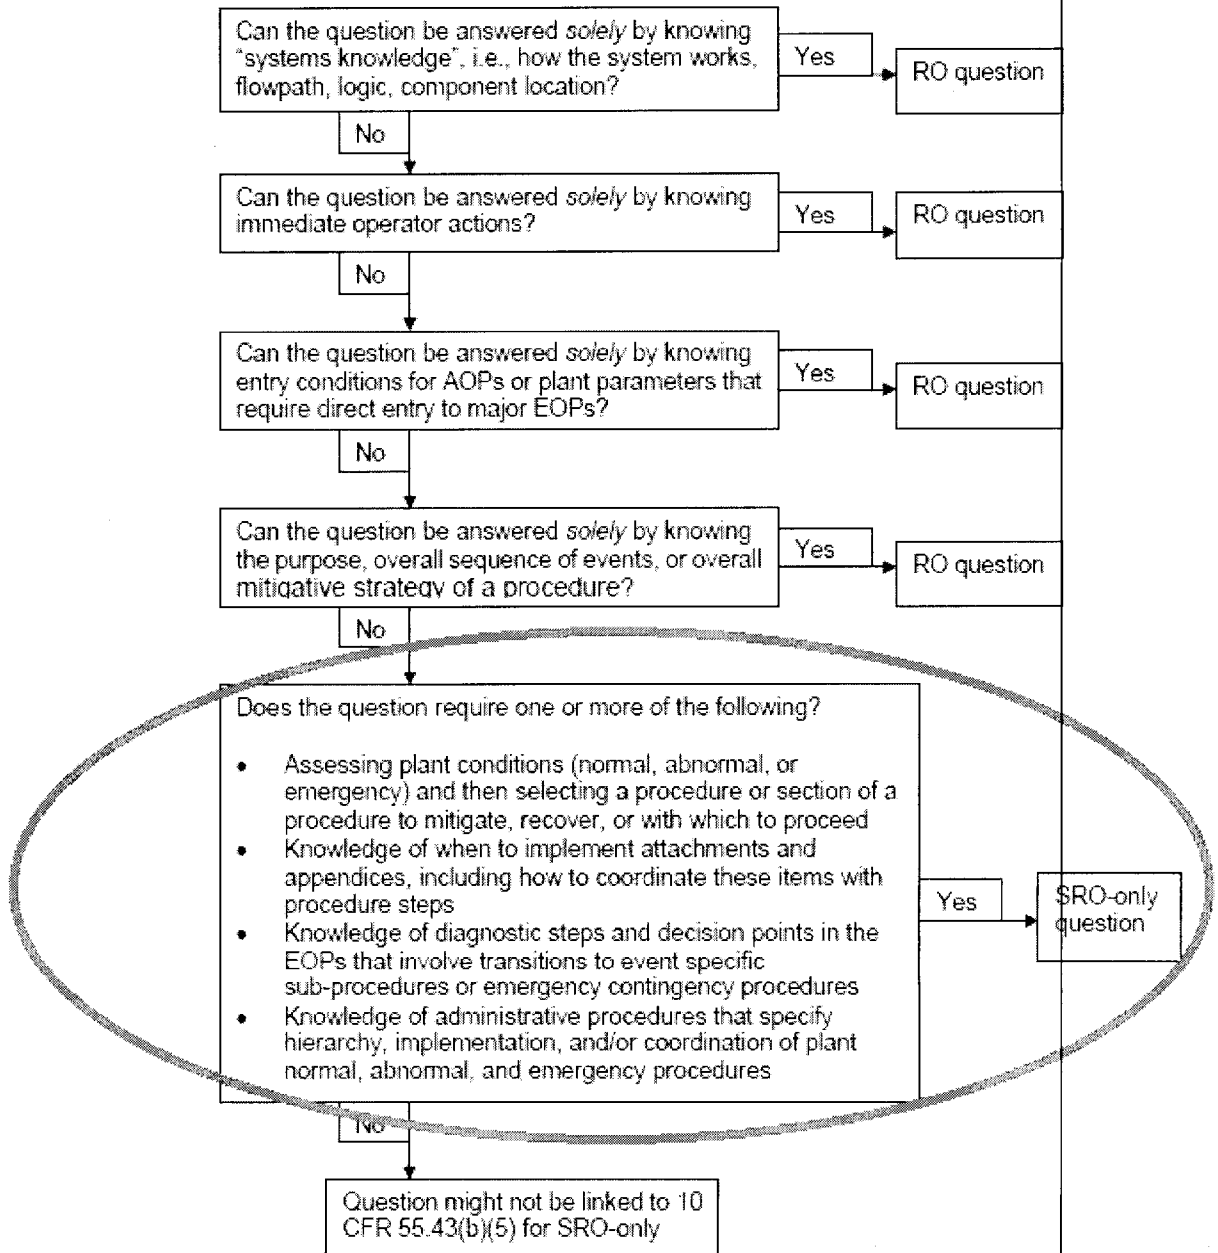 Can the question be answered solely by knowing
"systems knowledge", i.e., how the system works,
flowpath, logic, component location?
Yes
RO question
No
Can the question be answered solely by knowing
immediate operator actions?
Yes
RO question
No
Can the question be answered solely by knowing
entry conditions for AOPs or plant parameters that
require direct entry to major EOPs?
Yes
RO question
No
Can the question be answered solely by knowing
the purpose, overall sequence of events, or overall
mitigative strategy of a procedure?
Yes
RO question
No
Does the question require one or more of the following?
• Assessing plant conditions (normal, abnormal, or
emergency) and then selecting a procedure or section of a
procedure to mitigate, recover, or with which to proceed
• Knowledge of when to implement attachments and
appendices, including how to coordinate these items with
procedure steps
• Knowledge of diagnostic steps and decision points in the
EOPs that involve transitions to event specific
sub-procedures or emergency contingency procedures
• Knowledge of administrative procedures that specify
hierarchy, implementation, and/or coordination of plant
normal, abnormal, and emergency procedures
Yes
SRO-only
question
No
Question might not be linked to 10
CFR 55.43(b)(5) for SRO-only